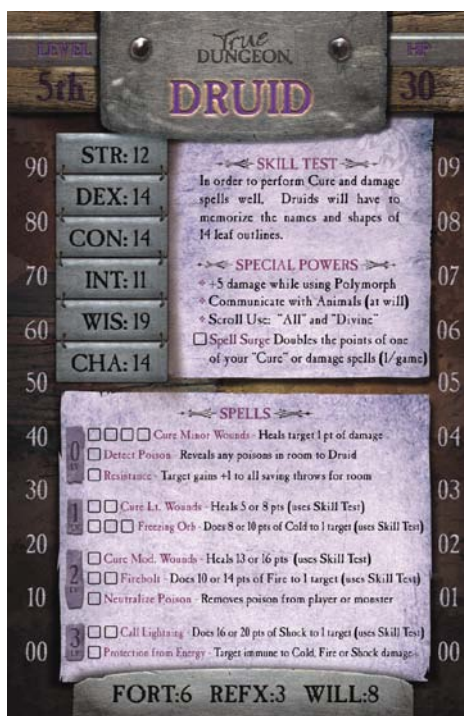 True
DUNGEON
LEVEL
5th
DRUID
HP
30
STR: 12
DEX: 14
CON: 14
INT: 11
WIS: 19
CHA: 14
90
80
70
60
50
40
30
20
10
00
SKILL TEST
In order to perform Cure and damage
spells well, Druids will have to
memorize the names and shapes of
14 leaf outlines.
SPECIAL POWERS
+5 damage while using Polymorph
Communicate with Animals (at will)
Scroll Use: "All" and "Divine"
Spell Surge Doubles the points of one
of your "Cure" or damage spells (1/game)
09
08
07
06
05
04
03
02
01
00
SPELLS
0
Cure Minor Wounds - Heals target 1 pt of damage
Detect Poison - Reveals any poisons in room to Druid
Resistance - Target gains +1 to all saving throws for room
1
Cure Lt. Wounds - Heals 5 or 8 pts (uses Skill Test)
Freezing Orb - Does 8 or 10 pts of Cold to 1 target (uses Skill Test)
2
Cure Mod. Wounds - Heals 13 or 16 pts (uses Skill Test)
Firebolt - Does 10 or 14 pts of Fire to 1 target (uses Skill Test)
Neutralize Poison - Removes poison from player or monster
3
Call Lightning - Does 16 or 20 pts of Shock to 1 target (uses Skill Test)
Protection from Energy - Target immune to Cold, Fire or Shock damage
FORT:6 REFX:3 WILL:8